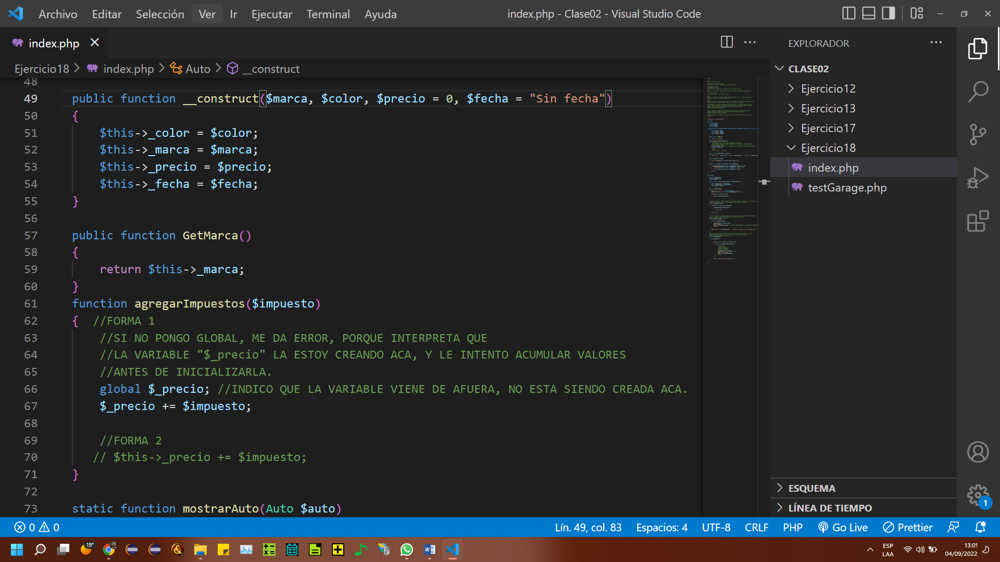 Archivo Editar Selección Ver Ir Ejecutar Terminal Ayuda
index.php - Clase02 - Visual Studio Code
index.php
Ejercicio18 > index.php > Auto > __construct
48
49 public function __construct($marca, $color, $precio = 0, $fecha = "Sin fecha")
50 {
51 $this->_color = $color;
52 $this->_marca = $marca;
53 $this->_precio = $precio;
54 $this->_fecha = $fecha;
55 }
56
57 public function GetMarca()
58 {
59 return $this->_marca;
60 }
61 function agregarImpuestos($impuesto)
62 { //FORMA 1
63 //SI NO PONGO GLOBAL, ME DA ERROR, PORQUE INTERPRETA QUE
64 //LA VARIABLE "$_precio" LA ESTOY CREANDO ACA, Y LE INTENTO ACUMULAR VALORES
65 //ANTES DE INICIALIZARLA.
66 global $_precio; //INDICO QUE LA VARIABLE VIENE DE AFUERA, NO ESTA SIENDO CREADA ACA.
67 $_precio += $impuesto;
68
69 //FORMA 2
70 // $this->_precio += $impuesto;
71 }
72
73 static function mostrarAuto(Auto $auto)
EXPLORADOR
CLASE02
Ejercicio12
Ejercicio13
Ejercicio17
Ejercicio18
index.php
testGarage.php
ESQUEMA
LÍNEA DE TIEMPO
1
0 0
Lín. 49, col. 83 Espacios: 4 UTF-8 CRLF PHP Go Live Prettier
19°
ESP
LAA
13:01
04/09/2022